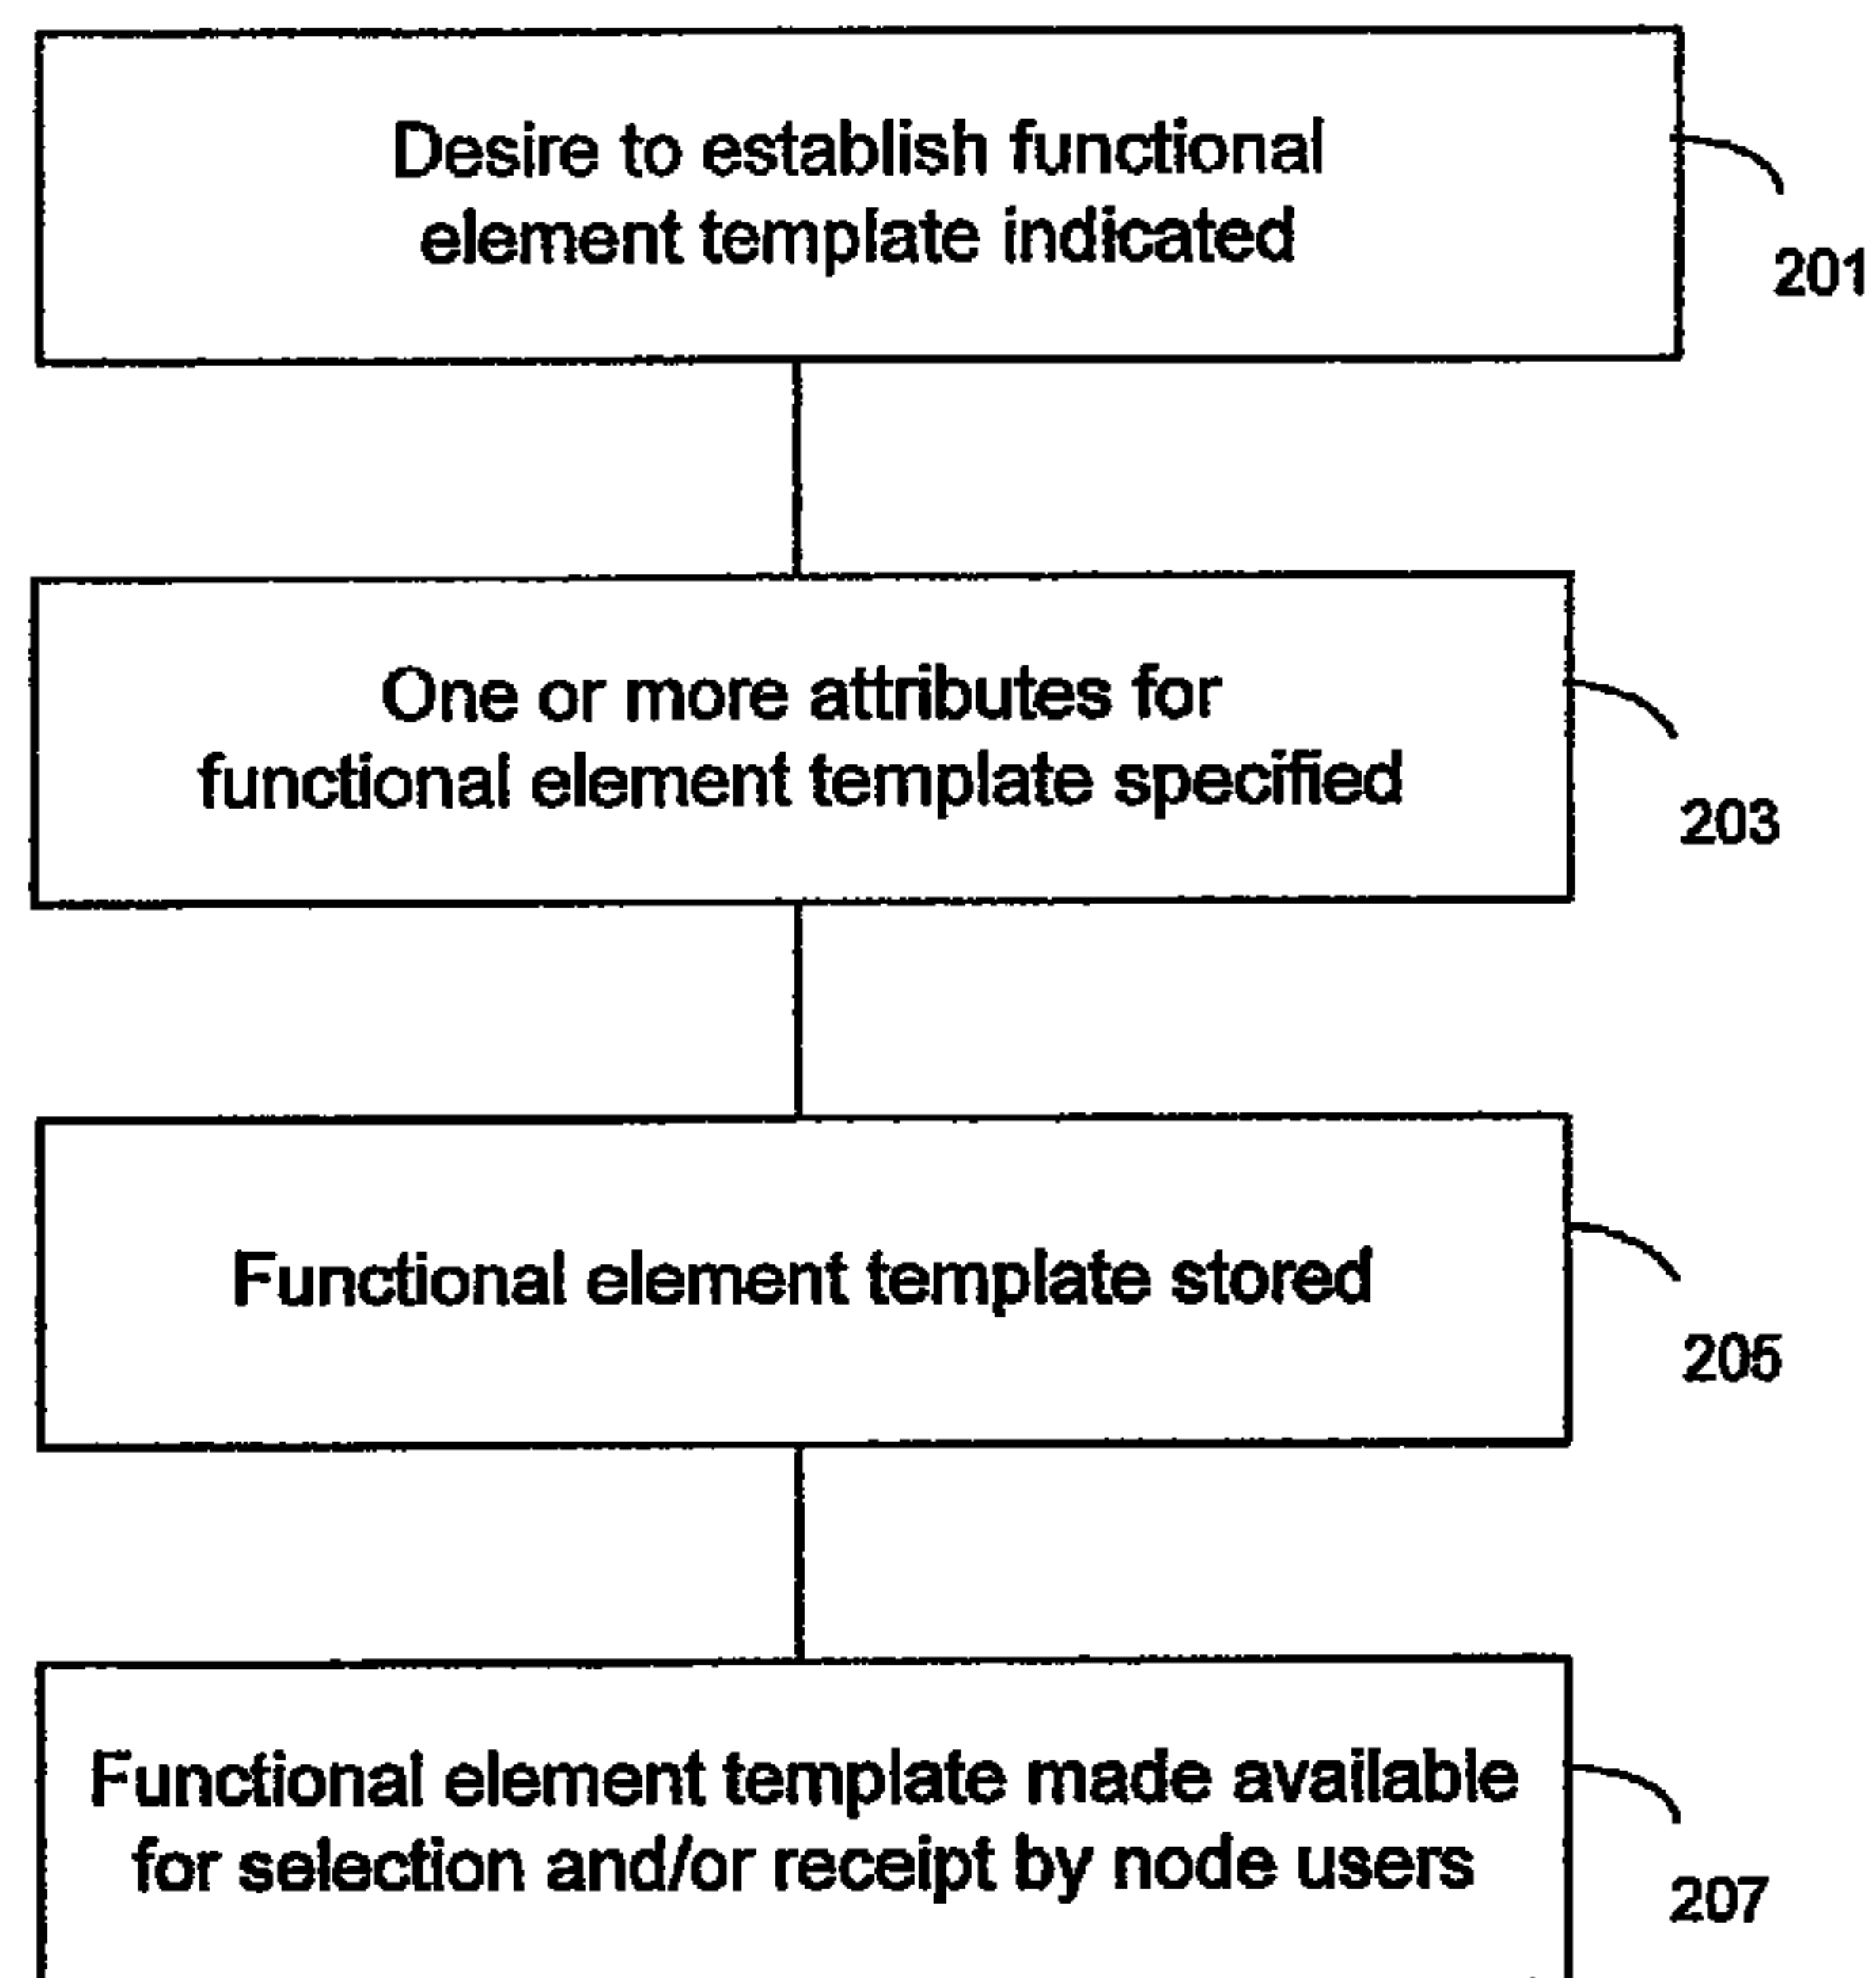 Desire to establish functional
element template indicated
201
One or more attributes for
functional element template specified
203
Functional element template stored
205
Functional element template made available
for selection and/or receipt by node users
207